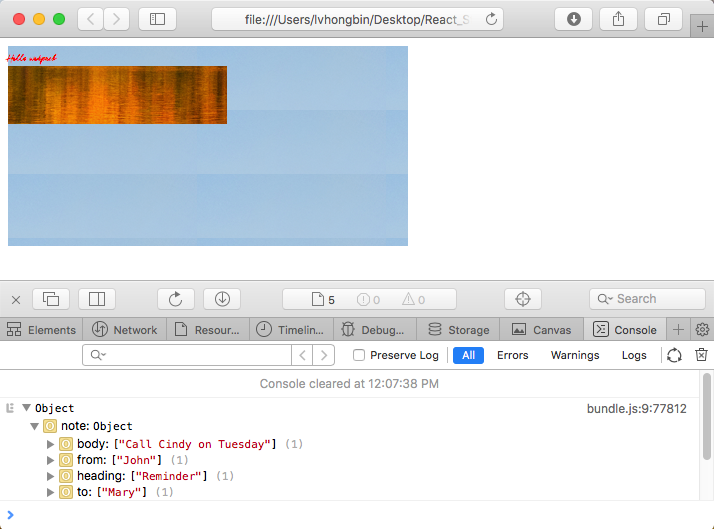 file:///Users/lvhongbin/Desktop/React_S
Hello webpack
5 0 0
Search
Elements Network Resour... Timelin... Debug... Storage Canvas Console
Preserve Log All Errors Warnings Logs
Console cleared at 12:07:38 PM
Object bundle.js:9:77812
note: Object
body: ["Call Cindy on Tuesday"] (1)
from: ["John"] (1)
heading: ["Reminder"] (1)
to: ["Mary"] (1)